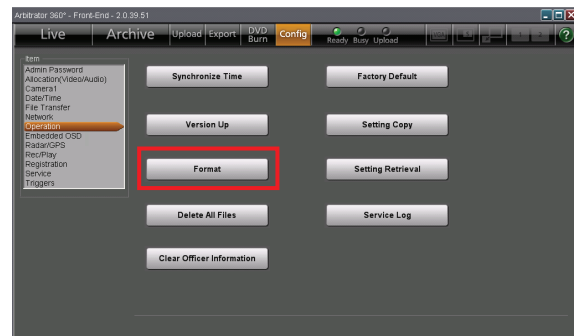 Arbitrator 360° - Front-End - 2.0.39.51
Live Archive Upload Export DVD Burn Config Ready Busy Upload
Item
Admin Password
Allocation(Video/Audio)
Camera1
Date/Time
File Transfer
Network
Operation
Embedded OSD
Radar/GPS
Rec/Play
Registration
Service
Triggers
Synchronize Time Factory Default
Version Up Setting Copy
Format Setting Retrieval
Delete All Files Service Log
Clear Officer Information